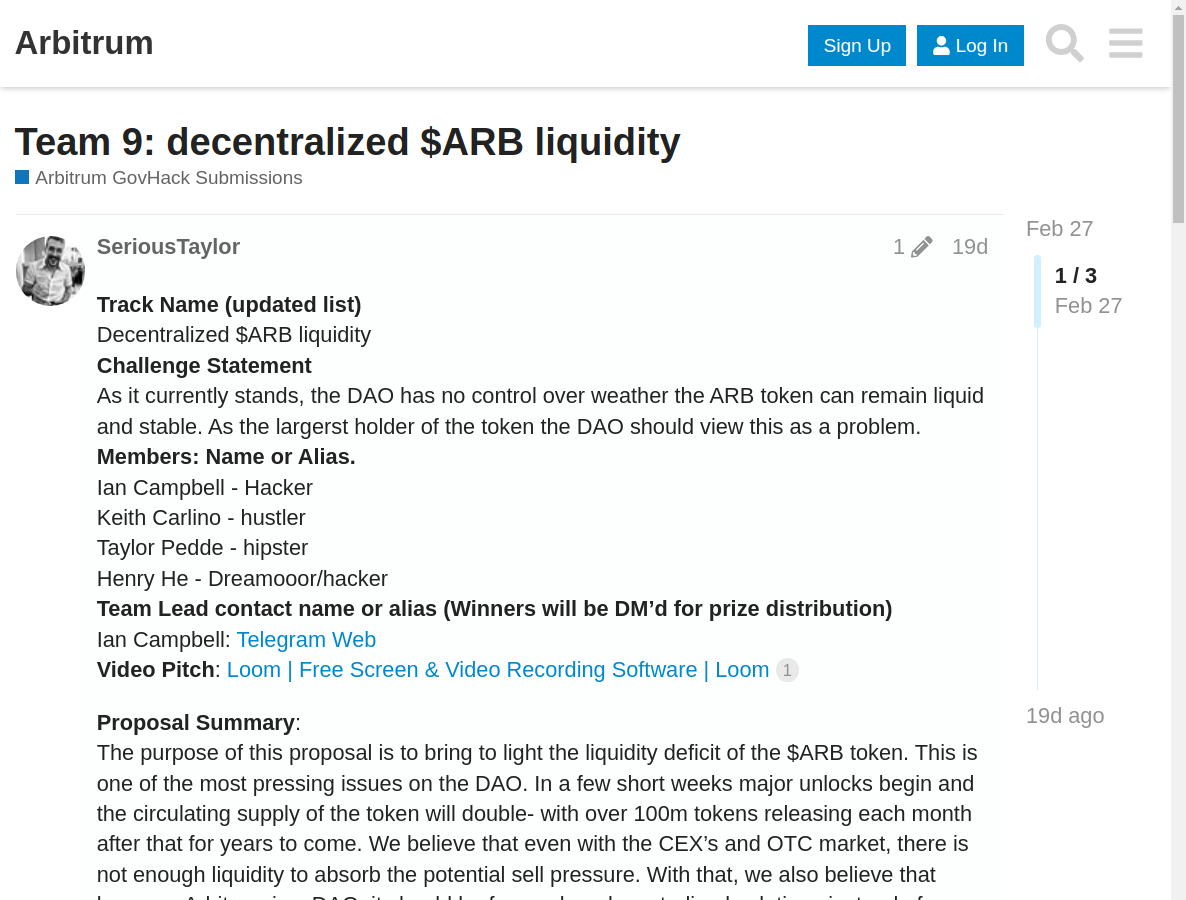 Arbitrum
Sign Up
Log In
Team 9: decentralized $ARB liquidity
Arbitrum GovHack Submissions
SeriousTaylor
1
19d
Feb 27
1 / 3
Feb 27
Track Name (updated list)
Decentralized $ARB liquidity
Challenge Statement
As it currently stands, the DAO has no control over weather the ARB token can remain liquid
and stable. As the largerst holder of the token the DAO should view this as a problem.
Members: Name or Alias.
Ian Campbell - Hacker
Keith Carlino - hustler
Taylor Pedde - hipster
Henry He - Dreamooor/hacker
Team Lead contact name or alias (Winners will be DM’d for prize distribution)
Ian Campbell: Telegram Web
Video Pitch: Loom | Free Screen & Video Recording Software | Loom 1
19d ago
Proposal Summary:
The purpose of this proposal is to bring to light the liquidity deficit of the $ARB token. This is
one of the most pressing issues on the DAO. In a few short weeks major unlocks begin and
the circulating supply of the token will double- with over 100m tokens releasing each month
after that for years to come. We believe that even with the CEX’s and OTC market, there is
not enough liquidity to absorb the potential sell pressure. With that, we also believe that